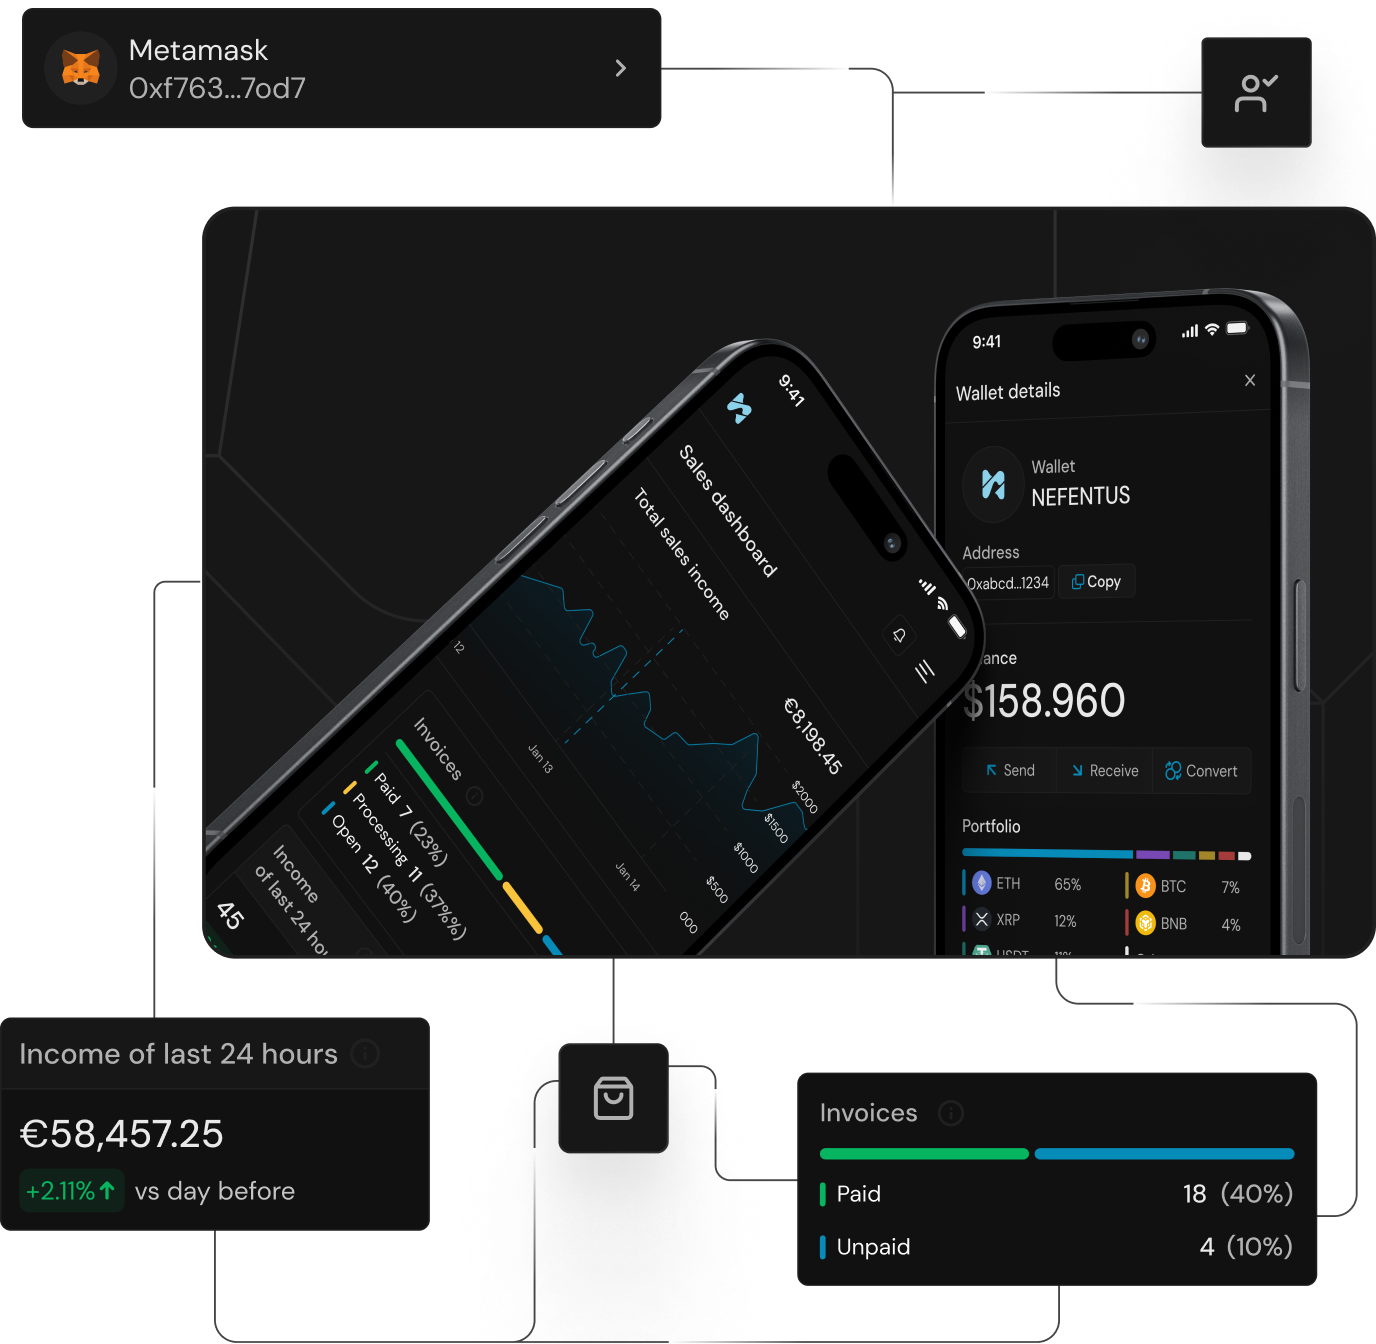 Metamask
0xf763...7od7
9:41
Sales dashboard
Total sales income
€8,198.45
$2000
$1500
$1000
$500
000
12
Jan 13
Jan 14
Invoices
Paid 7 (23%)
Processing 11 (37%%)
Open 12 (40%)
Income
of last 24 hou
45
9:41
Wallet details
Wallet
NEFENTUS
Address
0xabcd...1234
Copy
ance
$158.960
Send
Receive
Convert
Portfolio
ETH 65%
BTC 7%
XRP 12%
BNB 4%
USDT 11%
Income of last 24 hours
€58,457.25
+2.11% vs day before
Invoices
Paid 18 (40%)
Unpaid 4 (10%)